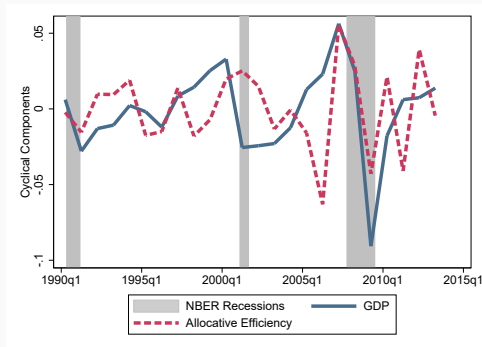 .05
0
-.05
-.1
Cyclical Components
1990q1 1995q1 2000q1 2005q1 2010q1 2015q1
NBER Recessions GDP
Allocative Efficiency